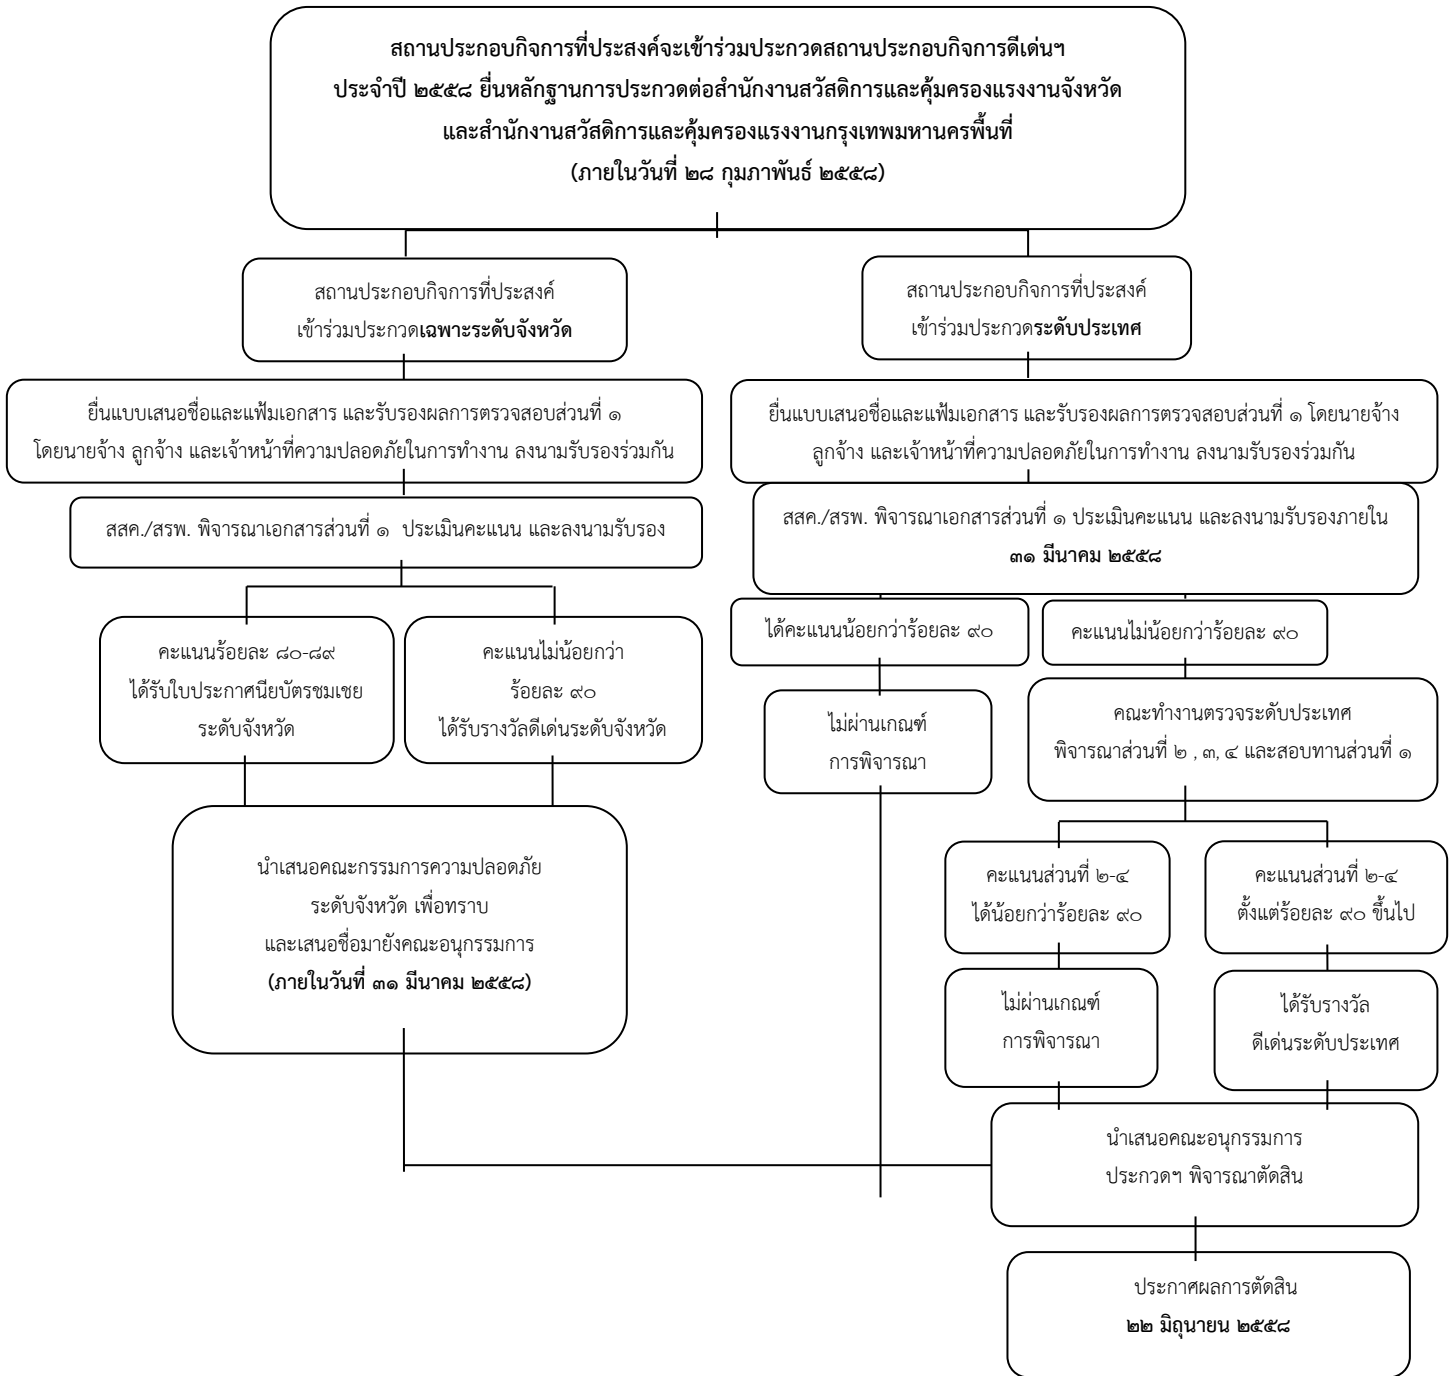 สถานประกอบกิจการที่ประสงค์จะเข้าร่วมประกวดสถานประกอบกิจการดีเด่นฯ
ประจำปี ๒๕๕๘ ยื่นหลักฐานการประกวดต่อสำนักงานสวัสดิการและคุ้มครองแรงงานจังหวัด
และสำนักงานสวัสดิการและคุ้มครองแรงงานกรุงเทพมหานครพื้นที่
(ภายในวันที่ ๒๘ กุมภาพันธ์ ๒๕๕๘)
สถานประกอบกิจการที่ประสงค์
เข้าร่วมประกวดเฉพาะระดับจังหวัด
สถานประกอบกิจการที่ประสงค์
เข้าร่วมประกวดระดับประเทศ
ยื่นแบบเสนอชื่อและแฟ้มเอกสาร และรับรองผลการตรวจสอบส่วนที่ ๑
โดยนายจ้าง ลูกจ้าง และเจ้าหน้าที่ความปลอดภัยในการทำงาน ลงนามรับรองร่วมกัน
ยื่นแบบเสนอชื่อและแฟ้มเอกสาร และรับรองผลการตรวจสอบส่วนที่ ๑ โดยนายจ้าง
ลูกจ้าง และเจ้าหน้าที่ความปลอดภัยในการทำงาน ลงนามรับรองร่วมกัน
สสค./สรพ. พิจารณาเอกสารส่วนที่ ๑ ประเมินคะแนน และลงนามรับรอง
สสค./สรพ. พิจารณาเอกสารส่วนที่ ๑ ประเมินคะแนน และลงนามรับรองภายใน
๓๑ มีนาคม ๒๕๕๘
คะแนนร้อยละ ๘๐-๘๙
ได้รับใบประกาศนียบัตรชมเชย
ระดับจังหวัด
คะแนนไม่น้อยกว่า
ร้อยละ ๙๐
ได้รับรางวัลดีเด่นระดับจังหวัด
ได้คะแนนน้อยกว่าร้อยละ ๙๐
คะแนนไม่น้อยกว่าร้อยละ ๙๐
ไม่ผ่านเกณฑ์
การพิจารณา
คณะทำงานตรวจระดับประเทศ
พิจารณาส่วนที่ ๒ , ๓, ๔ และสอบทานส่วนที่ ๑
นำเสนอคณะกรรมการความปลอดภัย
ระดับจังหวัด เพื่อทราบ
และเสนอชื่อมายังคณะอนุกรรมการ
(ภายในวันที่ ๓๑ มีนาคม ๒๕๕๘)
คะแนนส่วนที่ ๒-๔
ได้น้อยกว่าร้อยละ ๙๐
คะแนนส่วนที่ ๒-๔
ตั้งแต่ร้อยละ ๙๐ ขึ้นไป
ไม่ผ่านเกณฑ์
การพิจารณา
ได้รับรางวัล
ดีเด่นระดับประเทศ
นำเสนอคณะอนุกรรมการ
ประกวดฯ พิจารณาตัดสิน
ประกาศผลการตัดสิน
๒๒ มิถุนายน ๒๕๕๘